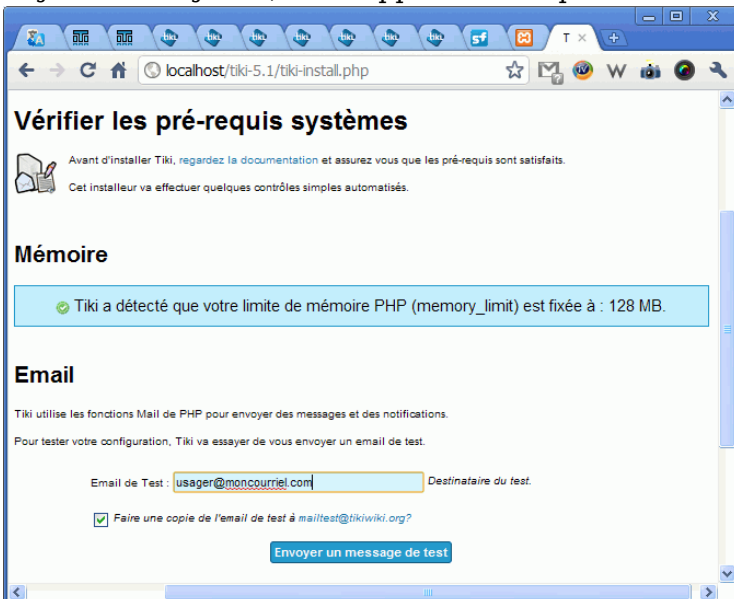 T
localhost/tiki-5.1/tiki-install.php
Vérifier les pré-requis systèmes
Avant d'installer Tiki, regardez la documentation et assurez vous que les pré-requis sont satisfaits.
Cet installeur va effectuer quelques contrôles simples automatisés.
Mémoire
Tiki a détecté que votre limite de mémoire PHP (memory_limit) est fixée à : 128 MB.
Email
Tiki utilise les fonctions Mail de PHP pour envoyer des messages et des notifications.
Pour tester votre configuration, Tiki va essayer de vous envoyer un email de test.
Email de Test : usager@moncourriel.com Destinataire du test.
Faire une copie de l'email de test à mailtest@tikiwiki.org?
Envoyer un message de test